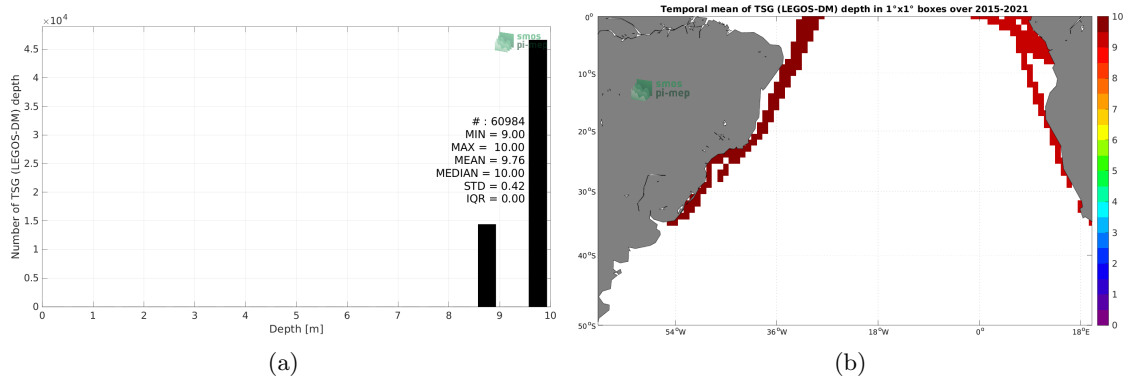 ×10⁴
smos
pi-mep
4.5
4
3.5
3
2.5
2
1.5
1
0.5
0
Number of TSG (LEGOS-DM) depth
# : 60984
MIN = 9.00
MAX = 10.00
MEAN = 9.76
MEDIAN = 10.00
STD = 0.42
IQR = 0.00
0 1 2 3 4 5 6 7 8 9 10
Depth [m]
(a)
Temporal mean of TSG (LEGOS-DM) depth in 1°x1° boxes over 2015-2021
0°
10°S
20°S
30°S
40°S
50°S
smos
pi-mep
54°W 36°W 18°W 0° 18°E
10
9
8
7
6
5
4
3
2
1
0
(b)